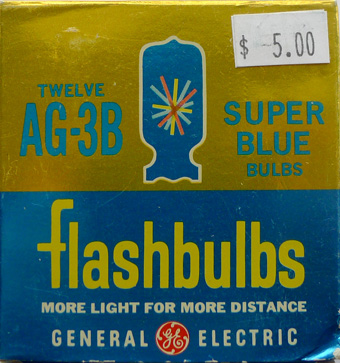 $ 5.00
TWELVE
AG-3B
SUPER
BLUE
BULBS
flashbulbs
MORE LIGHT FOR MORE DISTANCE
GENERAL GE ELECTRIC